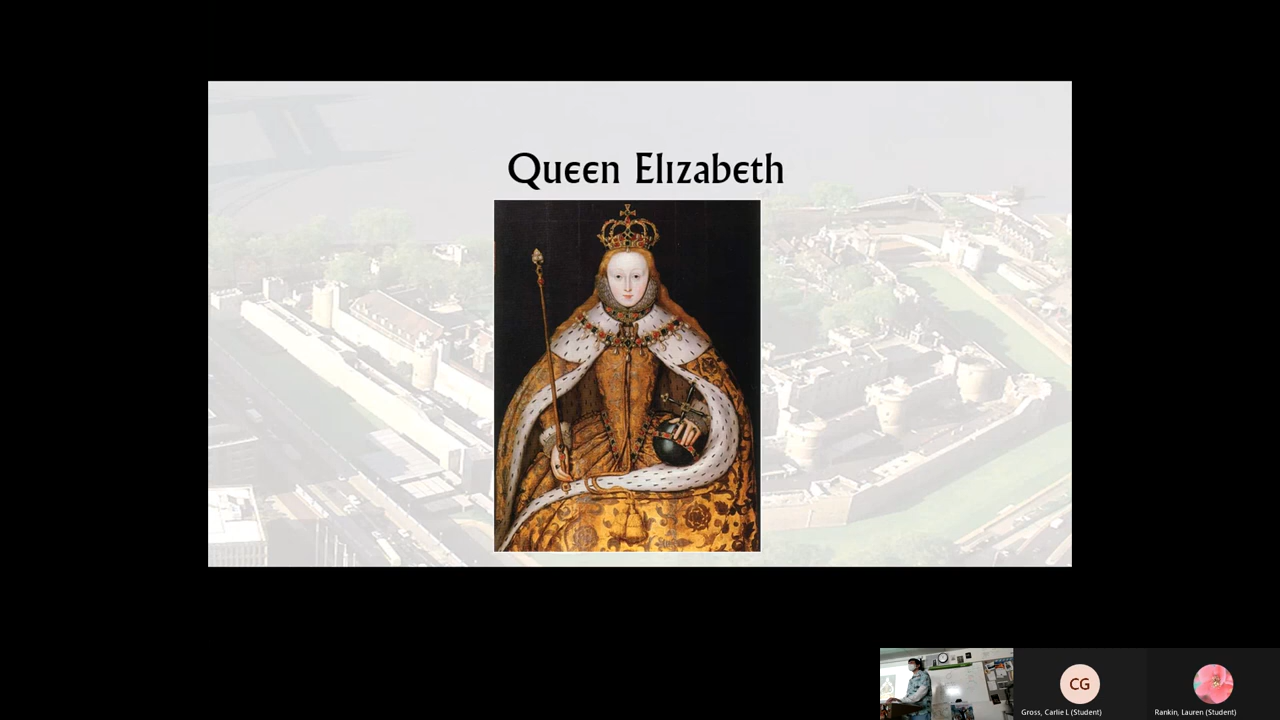 Queen Elizabeth
CG
Gross, Carlie L (Student)
Rankin, Lauren (Student)